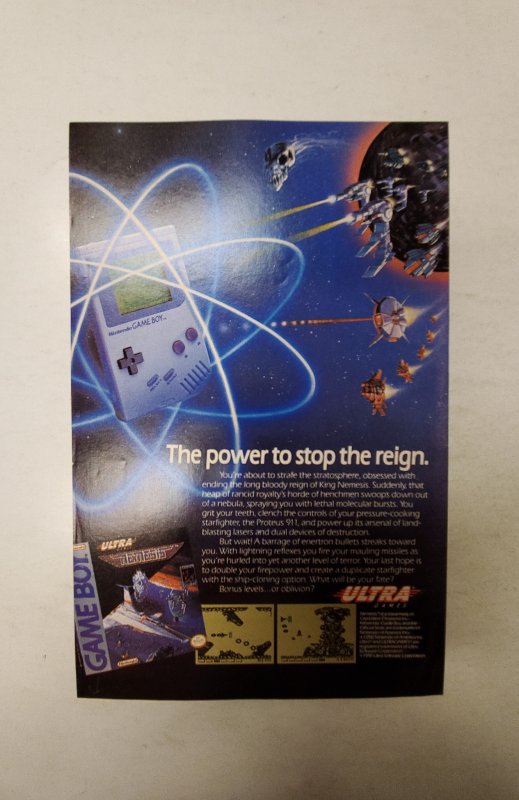 Nintendo GAME BOY™
The power to stop the reign.
You're about to strafe the stratosphere, obsessed with
ending the long bloody reign of King Nemesis. Suddenly, that
heap of rancid royalty's horde of henchmen swoops down out
of a nebula, spraying you with lethal molecular bursts. You
grit your teeth, clench the controls of your pressure-cooking
starfighter, the Proteus 911, and power up its arsenal of land-
blasting lasers and dual devices of destruction.
But wait! A barrage of enertron bullets streaks toward
you. With lightning reflexes you fire your mauling missiles as
you're hurled into yet another level of terror. Your last hope is
to double your firepower and create a duplicate starfighter
with the ship-cloning option. What will be your fate?
Bonus levels...or oblivion?
ULTRA
GAMES
GAME BOY
ULTRA
Nemesis
Nintendo